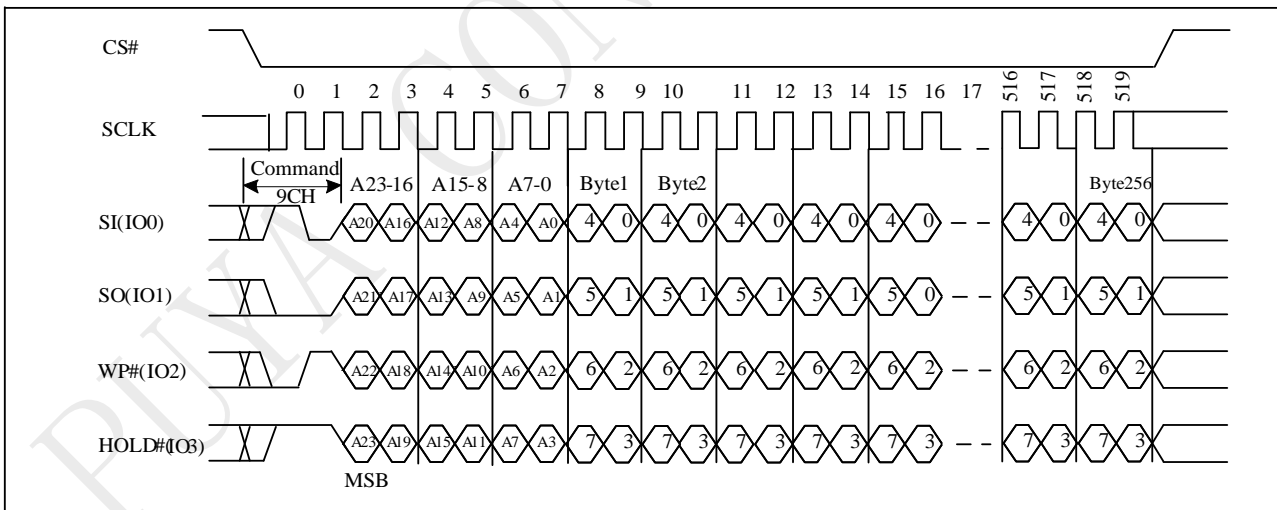 PUYA CON
CS#
0 1 2 3 4 5 6 7 8 9 10 11 12 13 14 15 16 17 516 517 518 519
SCLK
Command
9CH
A23-16 A15-8 A7-0 Byte1 Byte2 Byte256
SI(IO0) A20 A16 A12 A8 A4 A0 4 0 4 0 4 0 4 0 4 0 4 0 4 0
SO(IO1) A21 A17 A13 A9 A5 A1 5 1 5 1 5 1 5 1 5 0 5 1 5 1
WP#(IO2) A22 A18 A14 A10 A6 A2 6 2 6 2 6 2 6 2 6 2 6 2 6 2
HOLD#(IO3) A23 A19 A15 A11 A7 A3 7 3 7 3 7 3 7 3 7 3 7 3 7 3
MSB